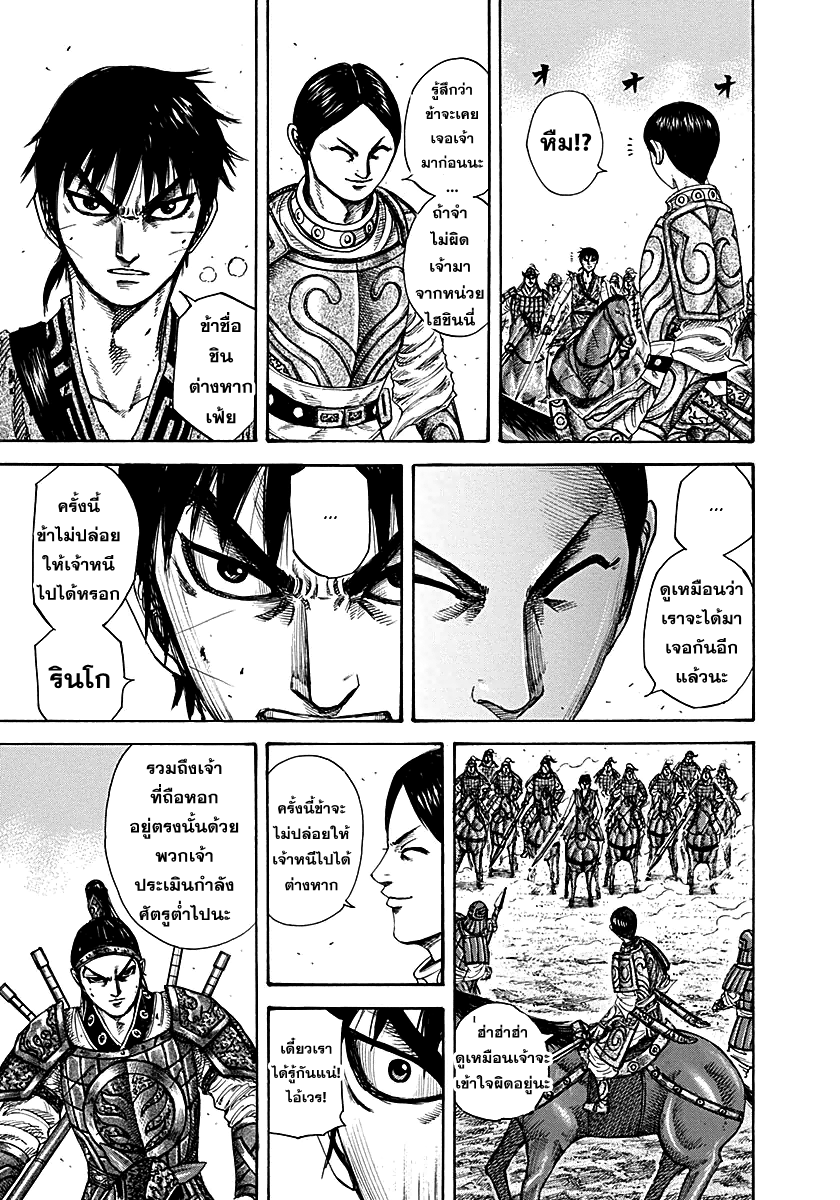 オ
オ
オ
หืม!?
รู้สึกว่า
ข้าจะเคย
เจอเจ้า
มาก่อนนะ
...
ถ้าจำ
ไม่ผิด
เจ้ามา
จากหน่วย
ไฮชินนี่
ข้าชื่อ
ชิน
ต่างหาก
เฟ้ย
...
ดูเหมือนว่า
เราจะได้มา
เจอกันอีก
แล้วนะ
...
ครั้งนี้
ข้าไม่ปล่อย
ให้เจ้าหนี
ไปได้หรอก
รินโก
ฮ่าฮ่าฮ่า
ดูเหมือนเจ้าจะ
เข้าใจผิดอยู่นะ
ครั้งนี้ข้าจะ
ไม่ปล่อยให้
เจ้าหนีไปได้
ต่างหาก
เดี๋ยวเรา
ได้รู้กันแน่!
ไอ้เวร!
รวมถึงเจ้า
ที่ถือหอก
อยู่ตรงนั้นด้วย
พวกเจ้า
ประเมินกำลัง
ศัตรูต่ำไปนะ